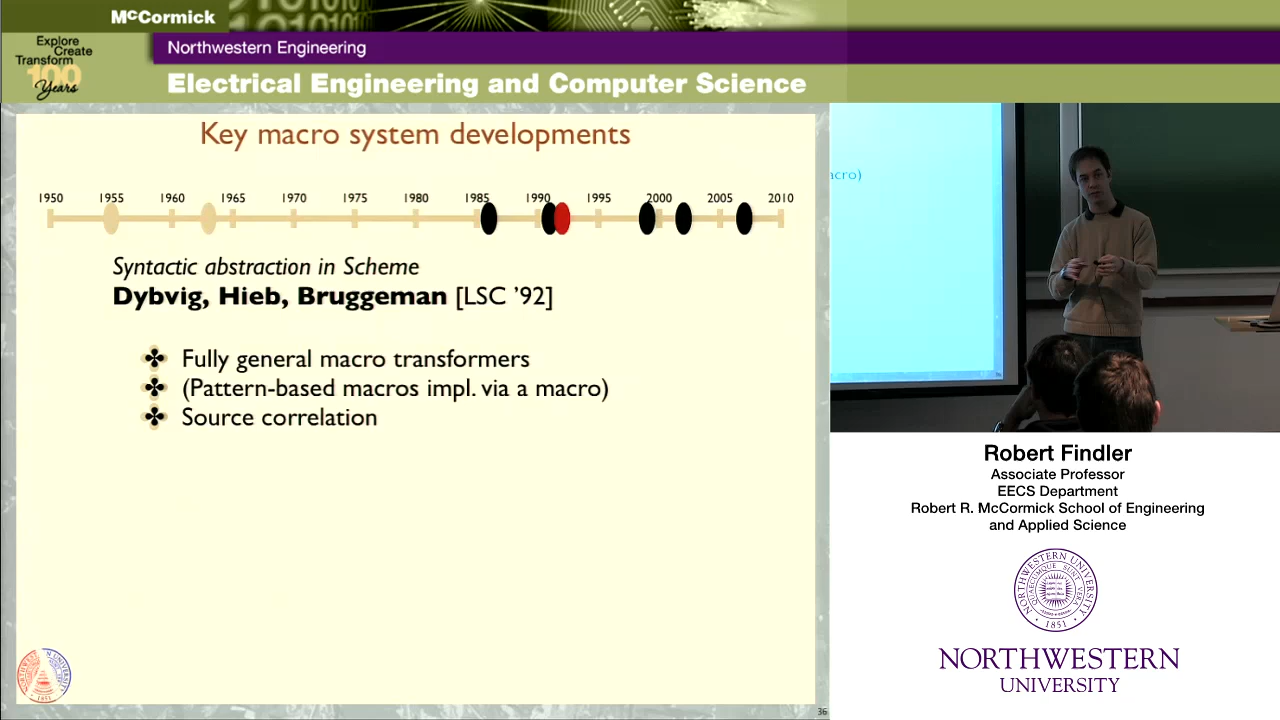 McCormick
Explore
Create
Transform
100
Years
Northwestern Engineering
Electrical Engineering and Computer Science
Key macro system developments
1950 1955 1960 1965 1970 1975 1980 1985 1990 1995 2000 2005 2010
Syntactic abstraction in Scheme
Dybvig, Hieb, Bruggeman [LSC ’92]
✤ Fully general macro transformers
✤ (Pattern-based macros impl. via a macro)
✤ Source correlation
36
acro)
Robert Findler
Associate Professor
EECS Department
Robert R. McCormick School of Engineering
and Applied Science
NORTHWESTERN
UNIVERSITY